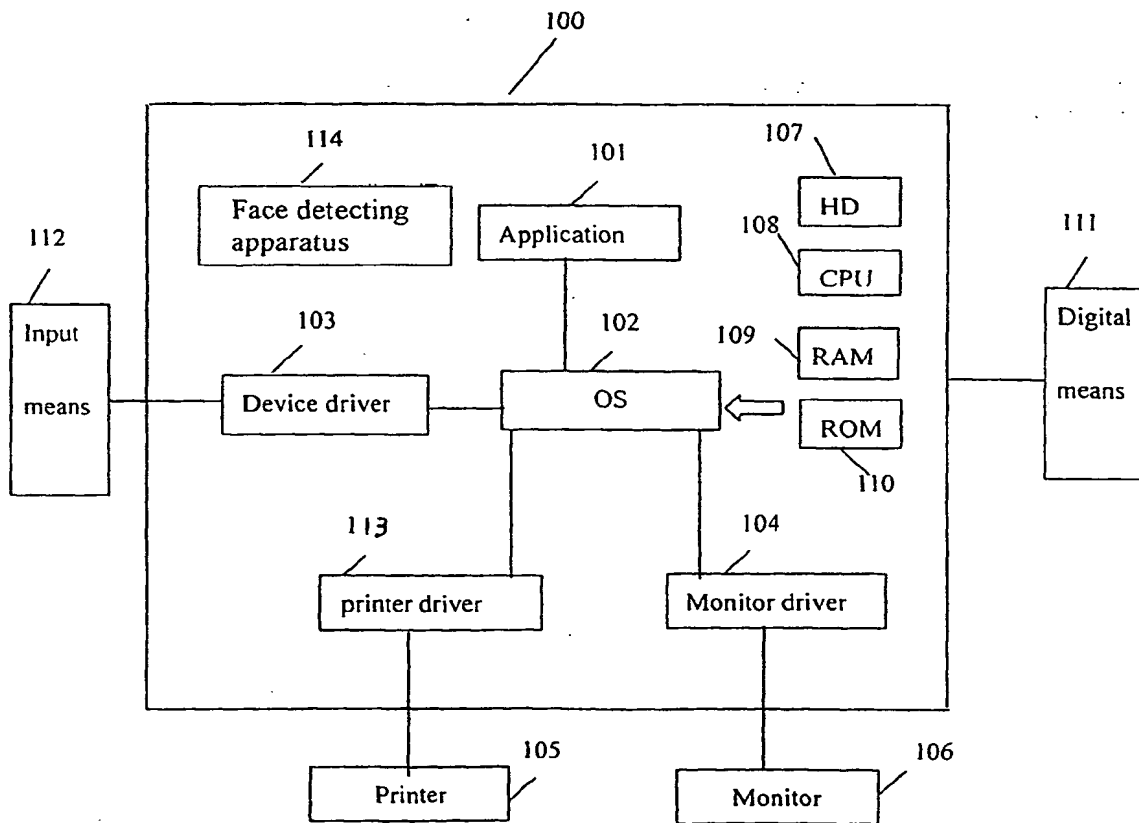 100
107
114
101
HD
Face detecting
apparatus
Application
112
108
111
CPU
Input
means
103
102
109
RAM
Digital
means
Device driver
OS
ROM
110
113
104
printer driver
Monitor driver
105
106
Printer
Monitor